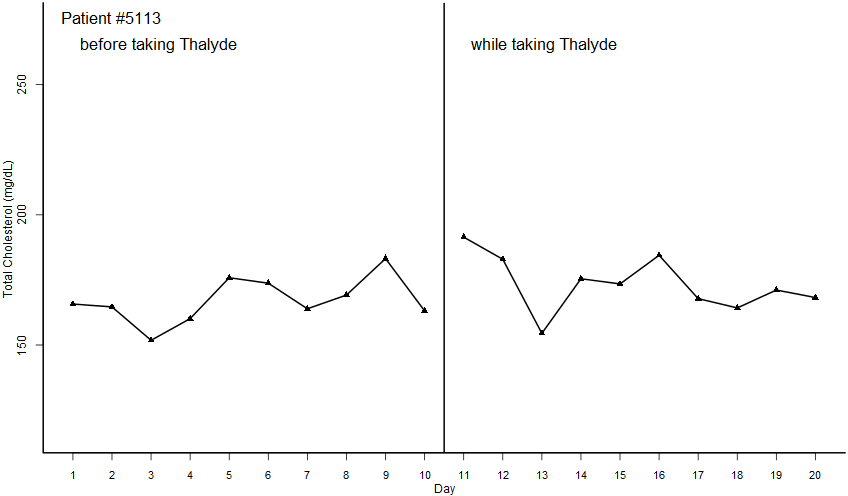 Patient #5113
before taking Thalyde
while taking Thalyde
Total Cholesterol (mg/dL)
250
200
150
1 2 3 4 5 6 7 8 9 10 11 12 13 14 15 16 17 18 19 20
Day